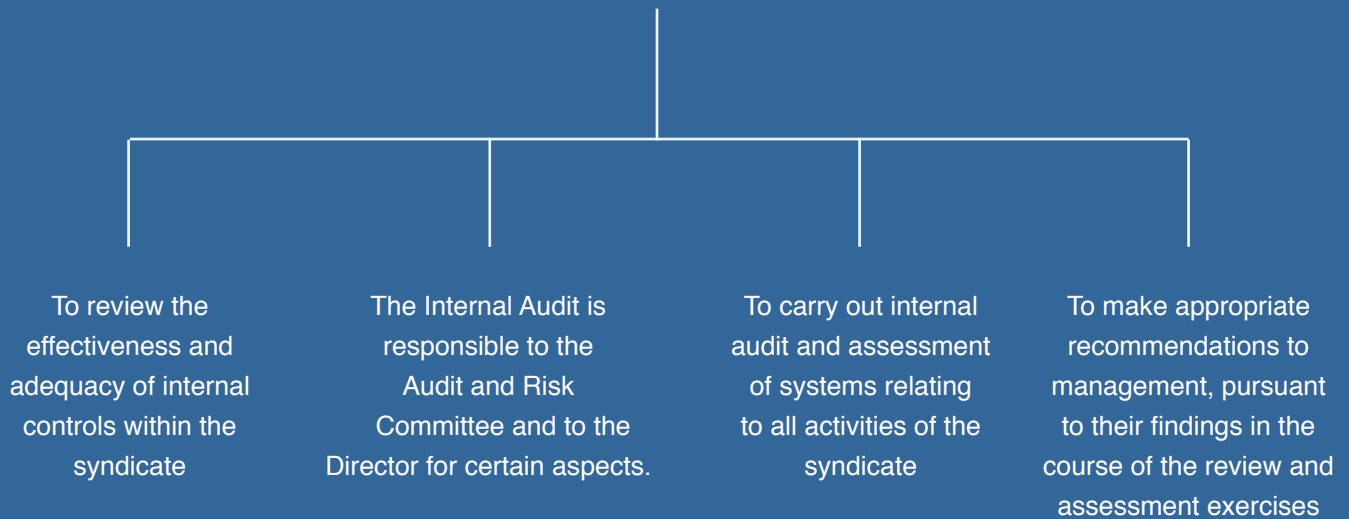 To review the
effectiveness and
adequacy of internal
controls within the
syndicate
The Internal Audit is
responsible to the
Audit and Risk
Committee and to the
Director for certain aspects.
To carry out internal
audit and assessment
of systems relating
to all activities of the
syndicate
To make appropriate
recommendations to
management, pursuant
to their findings in the
course of the review and
assessment exercises